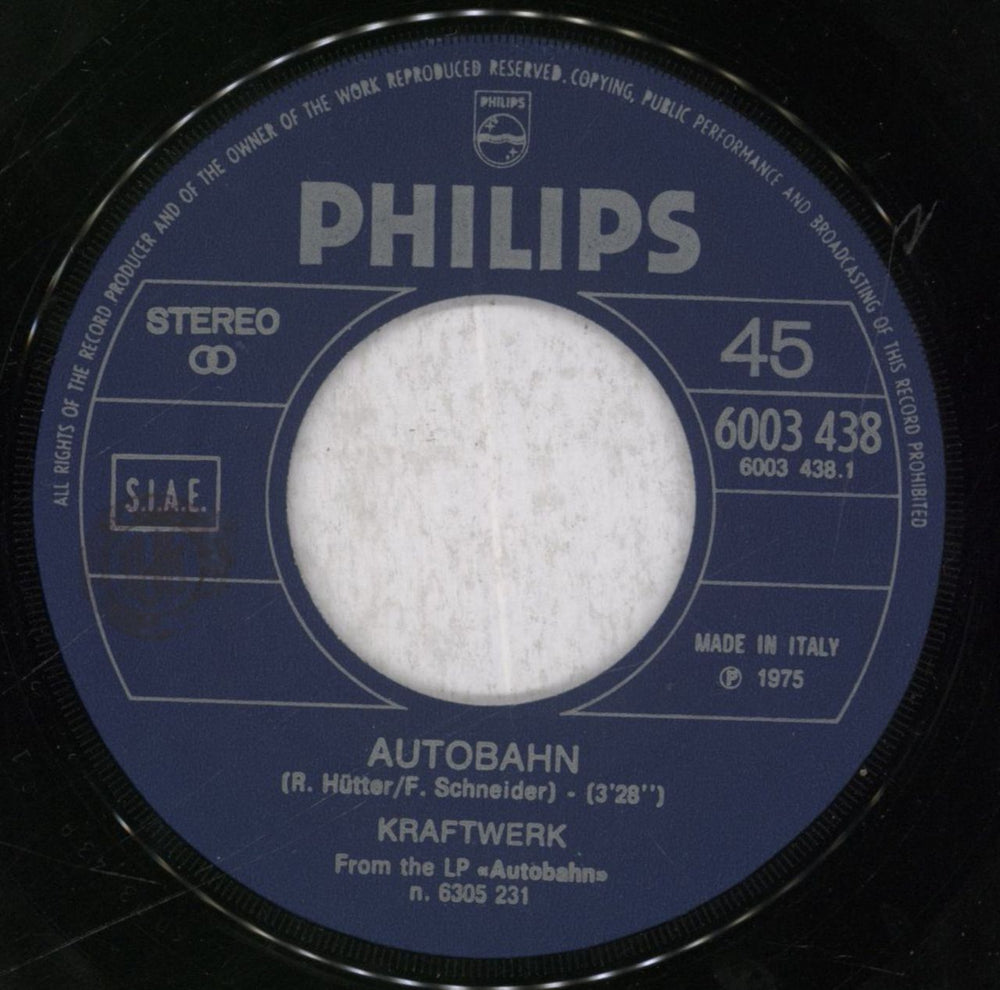 ALL RIGHTS OF THE RECORD PRODUCER AND OF THE OWNER OF THE WORK REPRODUCED RESERVED. COPYING, PUBLIC PERFORMANCE AND BROADCASTING OF THIS RECORD PROHIBITED
PHILIPS
PHILIPS
STEREO
45
6003 438
6003 438.1
S.I.A.E.
MADE IN ITALY
℗ 1975
AUTOBAHN
(R. Hütter/F. Schneider) - (3'28'')
KRAFTWERK
From the LP «Autobahn»
n. 6305 231